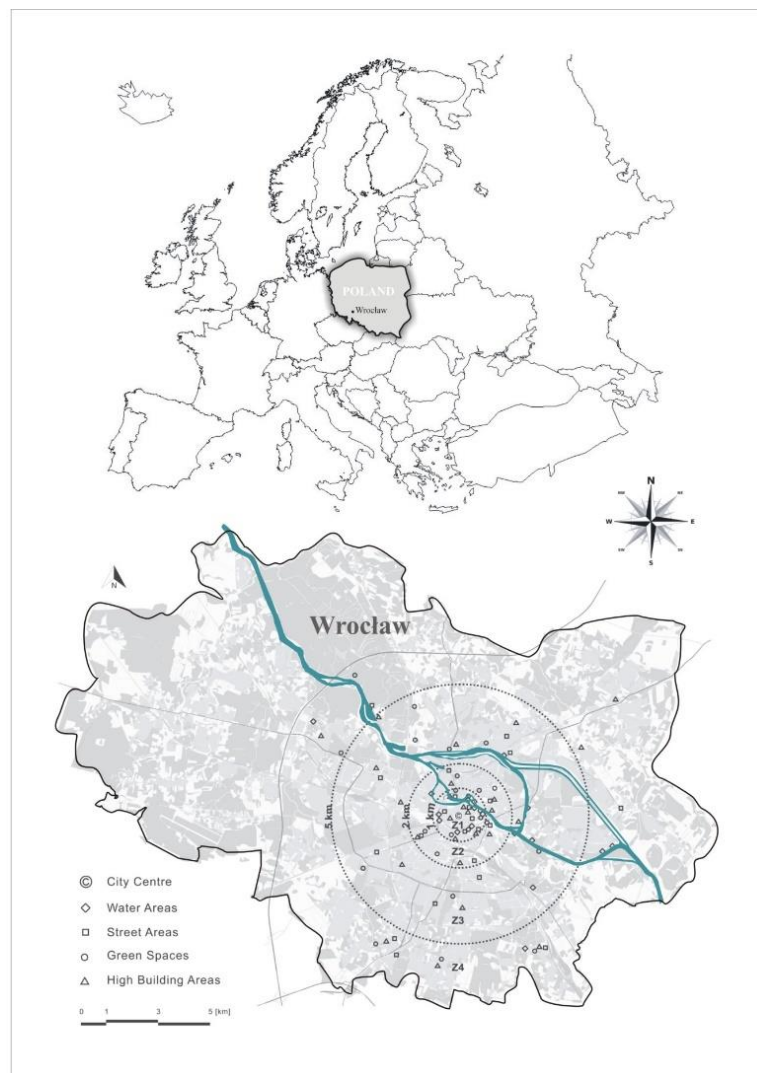 POLAND
Wrocław
N
W
E
S
N
Wrocław
5 km
2 km
1 km
©
Z1
Z2
Z3
Z4
© City Centre
Water Areas
Street Areas
Green Spaces
High Building Areas
0 1 3 5 [km]